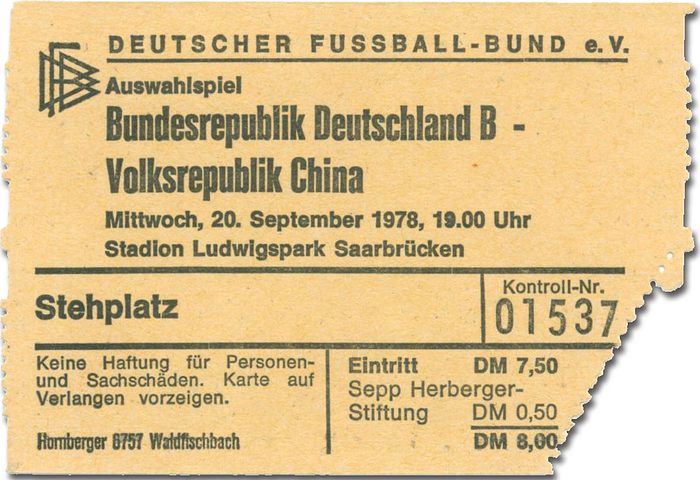 DEUTSCHER FUSSBALL-BUND e.V.
Auswahlspiel
Bundesrepublik Deutschland B -
Volksrepublik China
Mittwoch, 20. September 1978, 19.00 Uhr
Stadion Ludwigspark Saarbrücken
Stehplatz
Kontroll-Nr.
01537
Keine Haftung für Personen-
und Sachschäden. Karte auf
Verlangen vorzeigen.
Hornberger 6757 Waldfischbach
Eintritt DM 7,50
Sepp Herberger-
Stiftung DM 0,50
DM 8,00